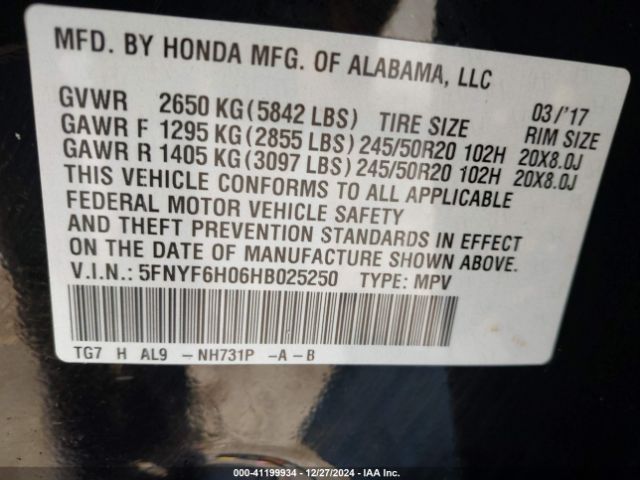 MFD. BY HONDA MFG. OF ALABAMA, LLC
03/'17
GVWR 2650 KG (5842 LBS) TIRE SIZE RIM SIZE
GAWR F 1295 KG (2855 LBS) 245/50R20 102H 20X8.0J
GAWR R 1405 KG (3097 LBS) 245/50R20 102H 20X8.0J
THIS VEHICLE CONFORMS TO ALL APPLICABLE
FEDERAL MOTOR VEHICLE SAFETY
AND THEFT PREVENTION STANDARDS IN EFFECT
ON THE DATE OF MANUFACTURE SHOWN ABOVE.
V.I.N.: 5FNYF6H06HB025250 TYPE: MPV
TG7 H AL9 - NH731P -A - B
000-41199934 - 12/27/2024 - IAA Inc.